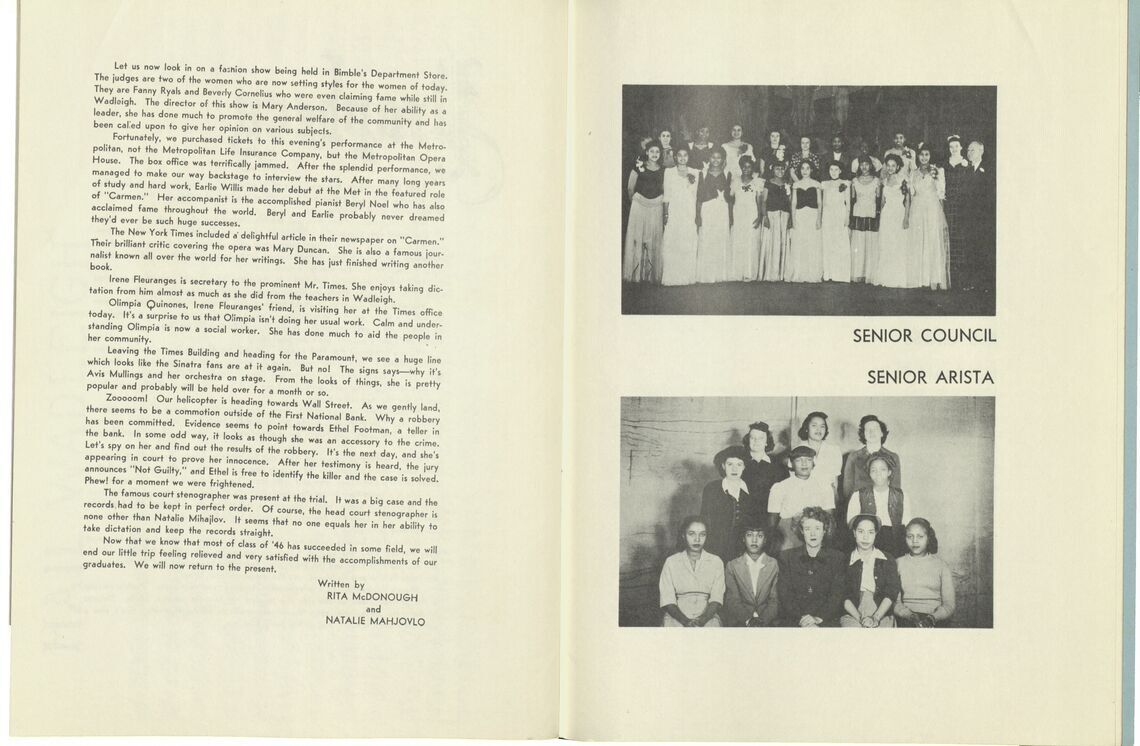 Let us now look in on a fashion show being held in Bimble's Department Store.
The judges are two of the women who are now setting styles for the women of today.
They are Fanny Ryals and Beverly Cornelius who were even claiming fame while still in
Wadleigh. The director of this show is Mary Anderson. Because of her ability as a
leader, she has done much to promote the general welfare of the community and has
been called upon to give her opinion on various subjects.
Fortunately, we purchased tickets to this evening's performance at the Metro-
politan, not the Metropolitan Life Insurance Company, but the Metropolitan Opera
House. The box office was terrifically jammed. After the splendid performance, we
managed to make our way backstage to interview the stars. After many long years
of study and hard work, Earlie Willis made her debut at the Met in the featured role
of "Carmen." Her accompanist is the accomplished pianist Beryl Noel who has also
acclaimed fame throughout the world. Beryl and Earlie probably never dreamed
they'd ever be such huge successes.
The New York Times included a delightful article in their newspaper on "Carmen."
Their brilliant critic covering the opera was Mary Duncan. She is also a famous jour-
nalist known all over the world for her writings. She has just finished writing another
book.
Irene Fleuranges is secretary to the prominent Mr. Times. She enjoys taking dic-
tation from him almost as much as she did from the teachers in Wadleigh.
Olimpia Quinones, Irene Fleuranges' friend, is visiting her at the Times office
today. It's a surprise to us that Olimpia isn't doing her usual work. Calm and under-
standing Olimpia is now a social worker. She has done much to aid the people in
her community.
Leaving the Times Building and heading for the Paramount, we see a huge line
which looks like the Sinatra fans are at it again. But no! The signs says—why it's
Avis Mullings and her orchestra on stage. From the looks of things, she is pretty
popular and probably will be held over for a month or so.
Zooooom! Our helicopter is heading towards Wall Street. As we gently land,
there seems to be a commotion outside of the First National Bank. Why a robbery
has been committed. Evidence seems to point towards Ethel Footman, a teller in
the bank. In some odd way, it looks as though she was an accessory to the crime.
Let's spy on her and find out the results of the robbery. It's the next day, and she's
appearing in court to prove her innocence. After her testimony is heard, the jury
announces "Not Guilty," and Ethel is free to identify the killer and the case is solved.
Phew! for a moment we were frightened.
The famous court stenographer was present at the trial. It was a big case and the
records had to be kept in perfect order. Of course, the head court stenographer is
none other than Natalie Mihajlov. It seems that no one equals her in her ability to
take dictation and keep the records straight.
Now that we know that most of class of '46 has succeeded in some field, we will
end our little trip feeling relieved and very satisfied with the accomplishments of our
graduates. We will now return to the present.
Written by
RITA McDONOUGH
and
NATALIE MAHJOVLO
SENIOR COUNCIL
SENIOR ARISTA